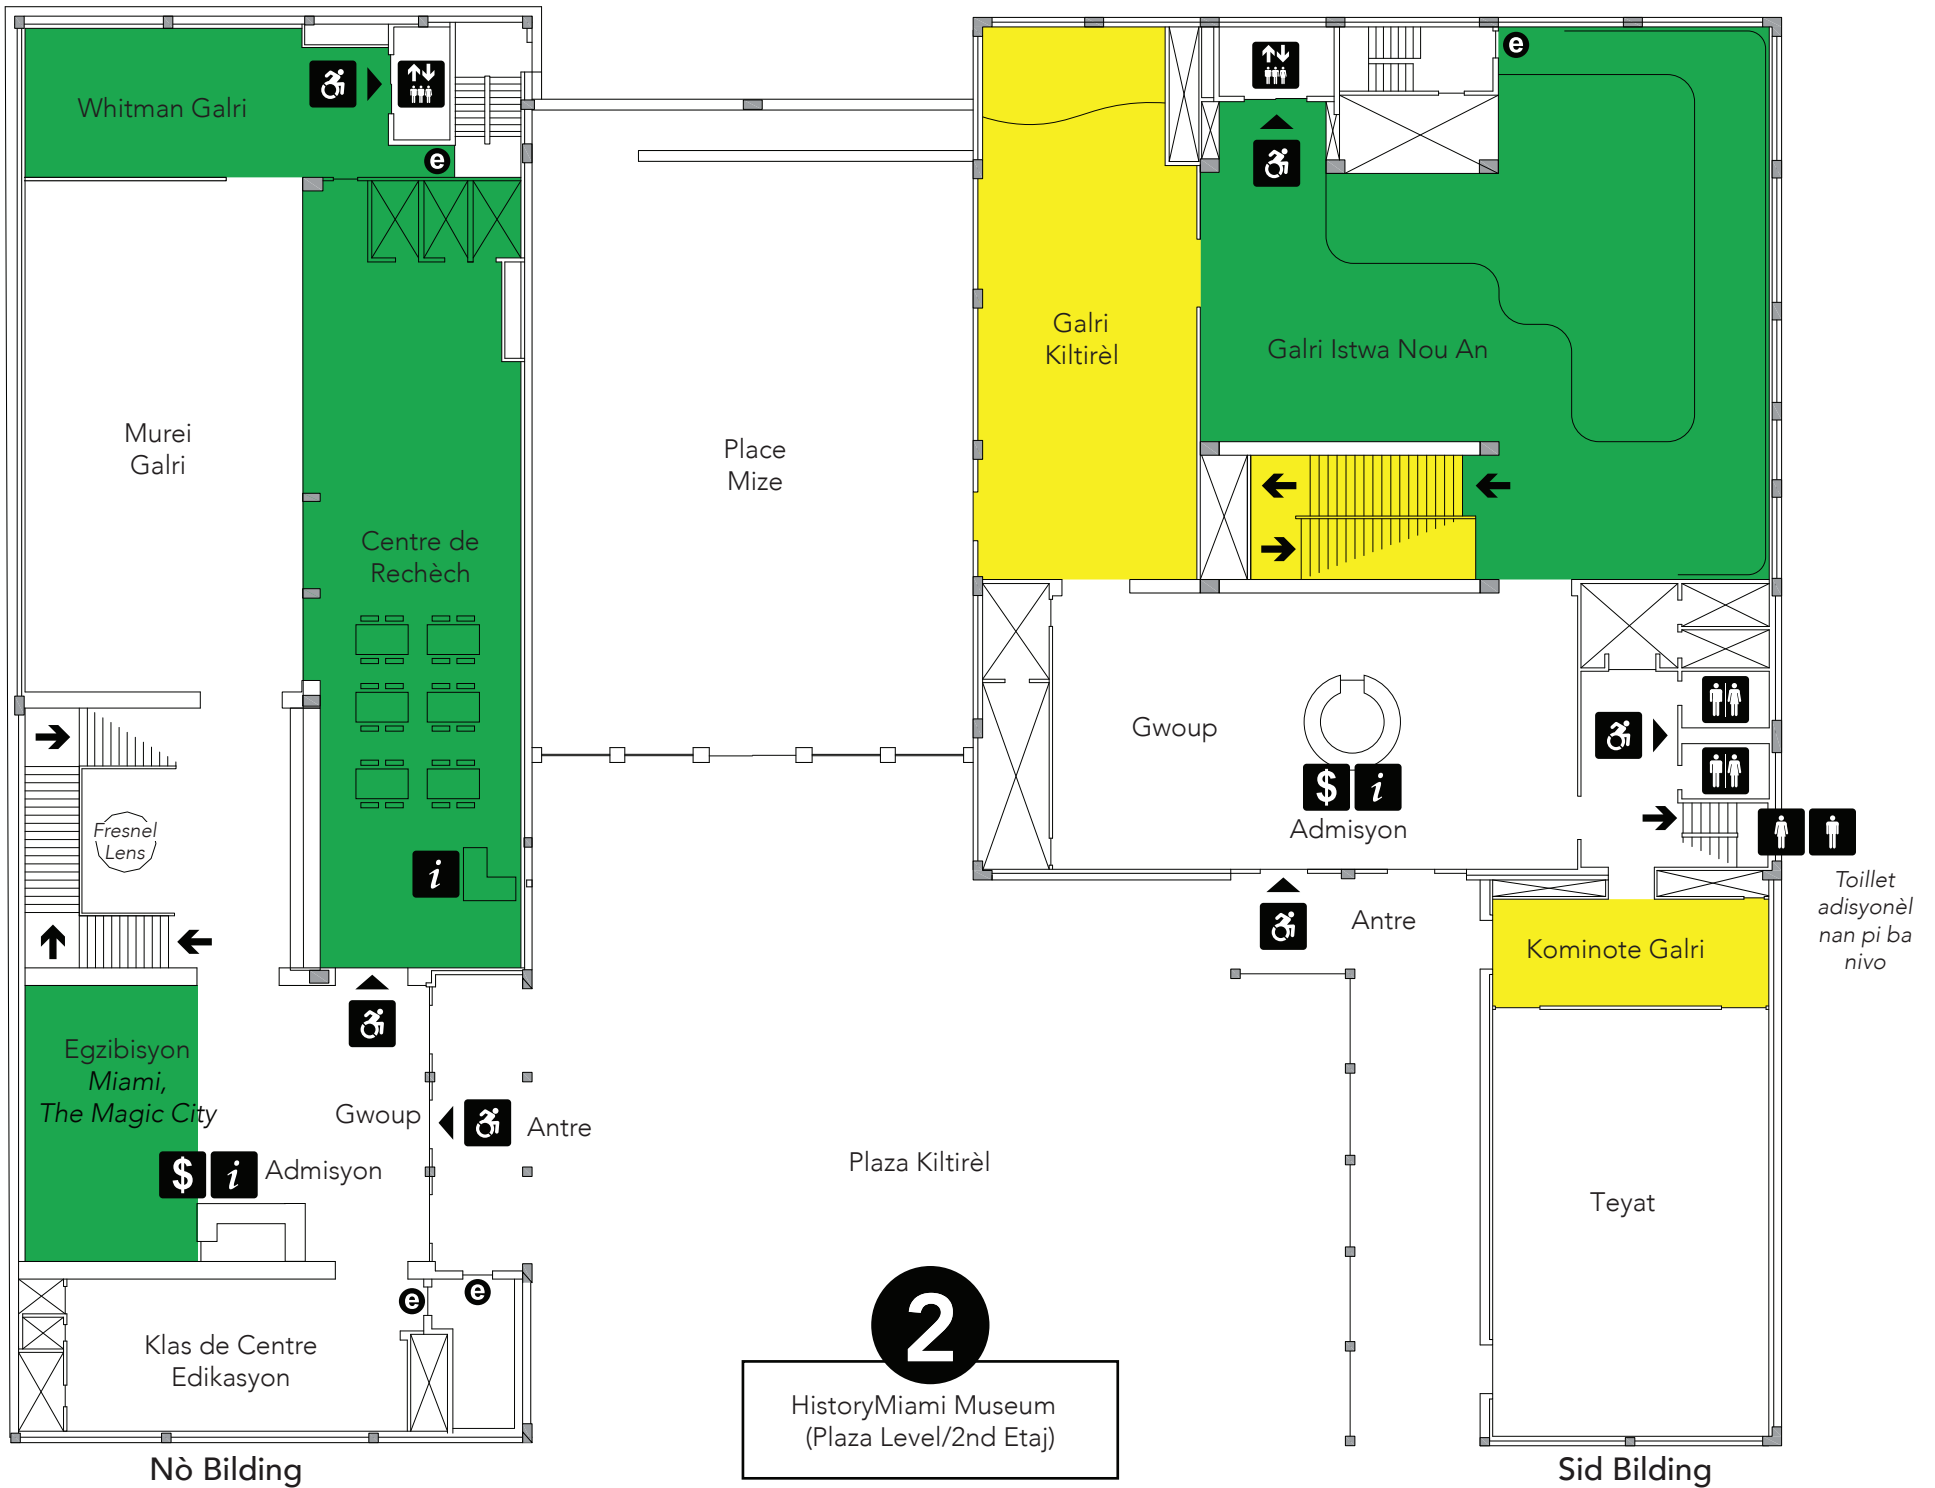 e
Whitman Galri
e
Galri
Kiltirèl
Galri Istwa Nou An
Murei
Galri
Place
Mize
Centre de
Rechèch
Gwoup
$ i
Admisyon
Fresnel
Lens
i
Toillet
adisyonèl
nan pi ba
nivo
Antre
Kominote Galri
Egzibisyon
Miami,
The Magic City
Gwoup
Antre
$ i Admisyon
Plaza Kiltirèl
Teyat
e
e
Klas de Centre
Edikasyon
2
HistoryMiami Museum
(Plaza Level/2nd Etaj)
Nò Bilding
Sid Bilding